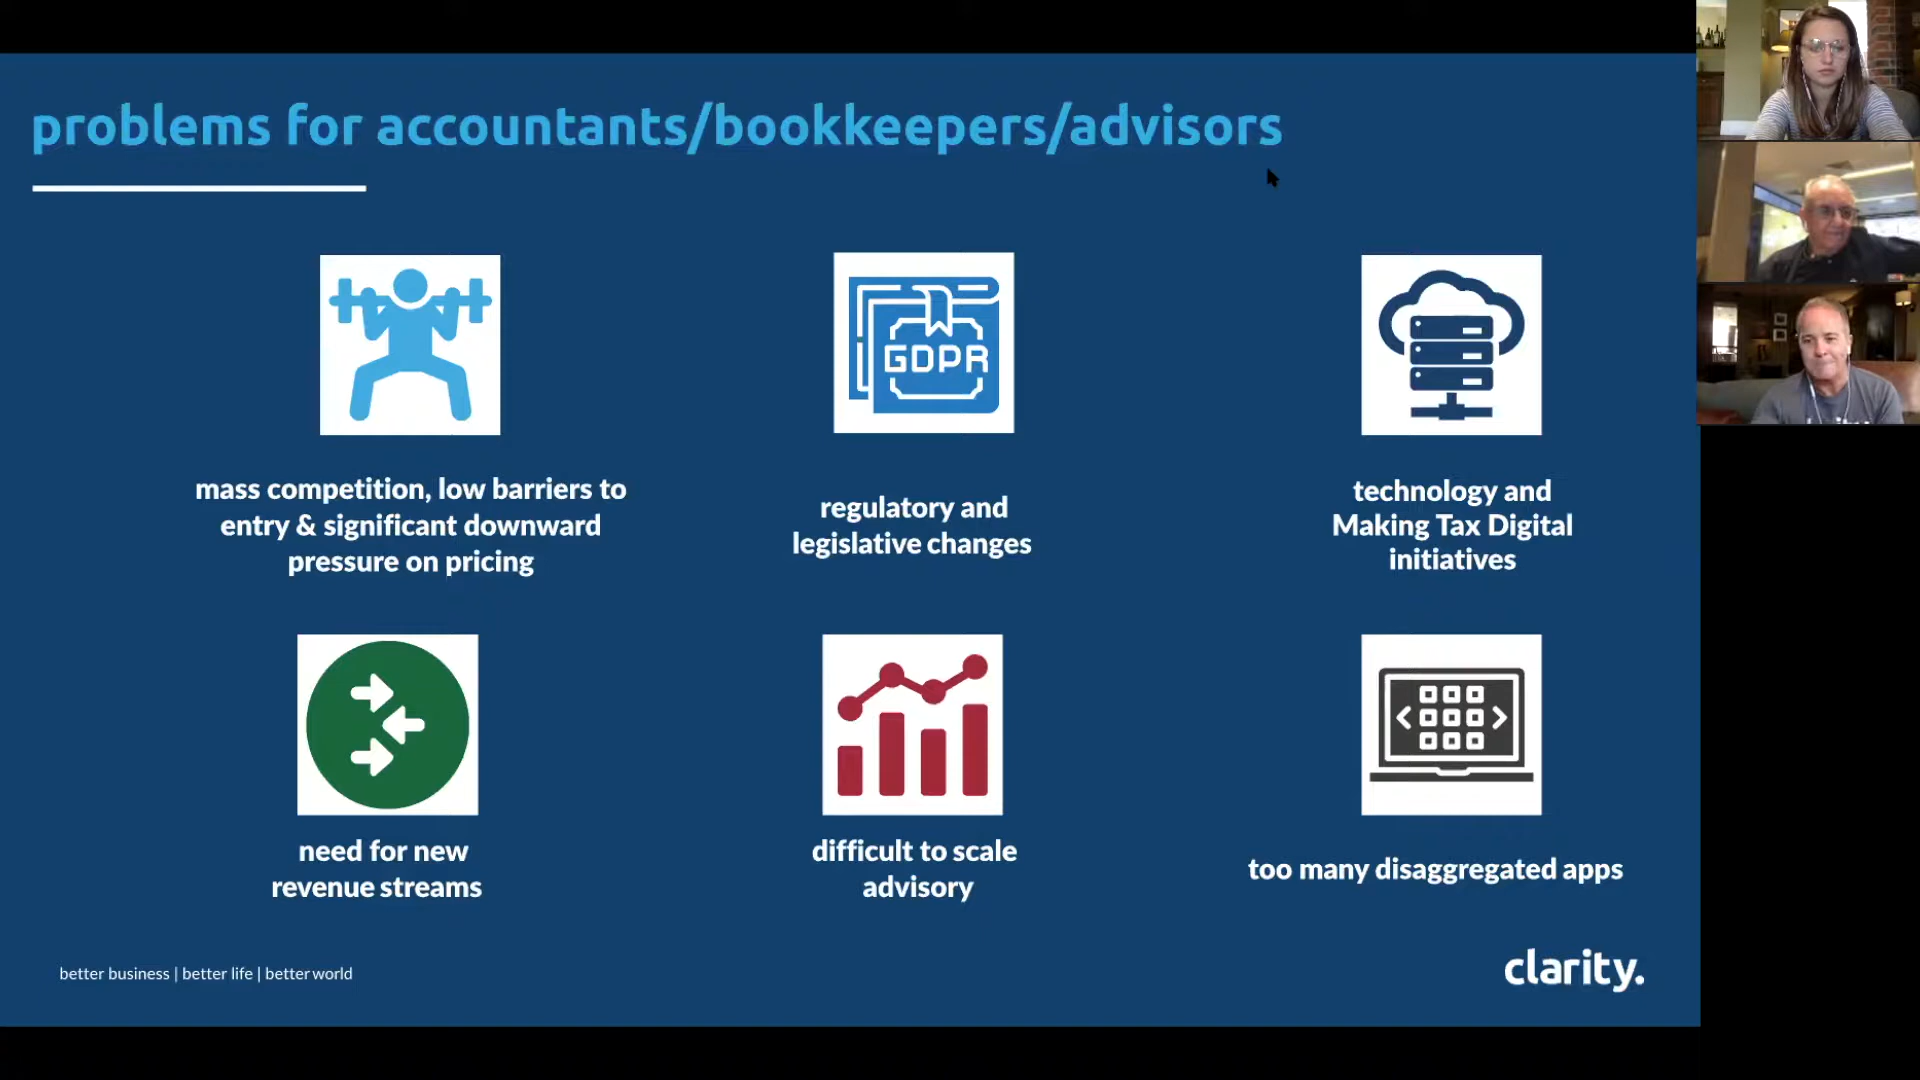 problems for accountants/bookkeepers/advisors
GDPR
mass competition, low barriers to
entry & significant downward
pressure on pricing
regulatory and
legislative changes
technology and
Making Tax Digital
initiatives
need for new
revenue streams
difficult to scale
advisory
too many disaggregated apps
better business | better life | better world
clarity.